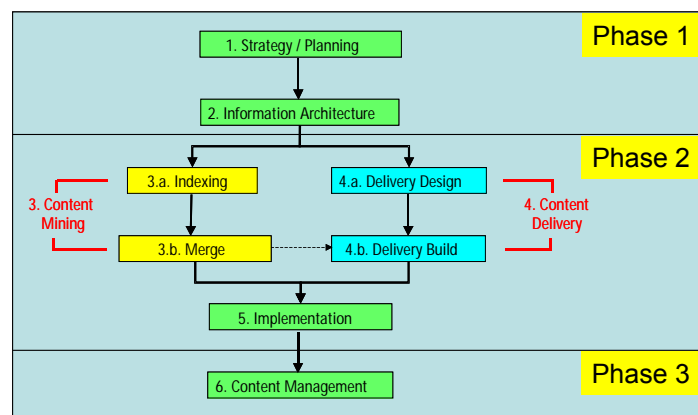 Phase 1
1. Strategy / Planning
2. Information Architecture
Phase 2
3.a. Indexing
4.a. Delivery Design
3. Content
Mining
4. Content
Delivery
3.b. Merge
4.b. Delivery Build
5. Implementation
Phase 3
6. Content Management